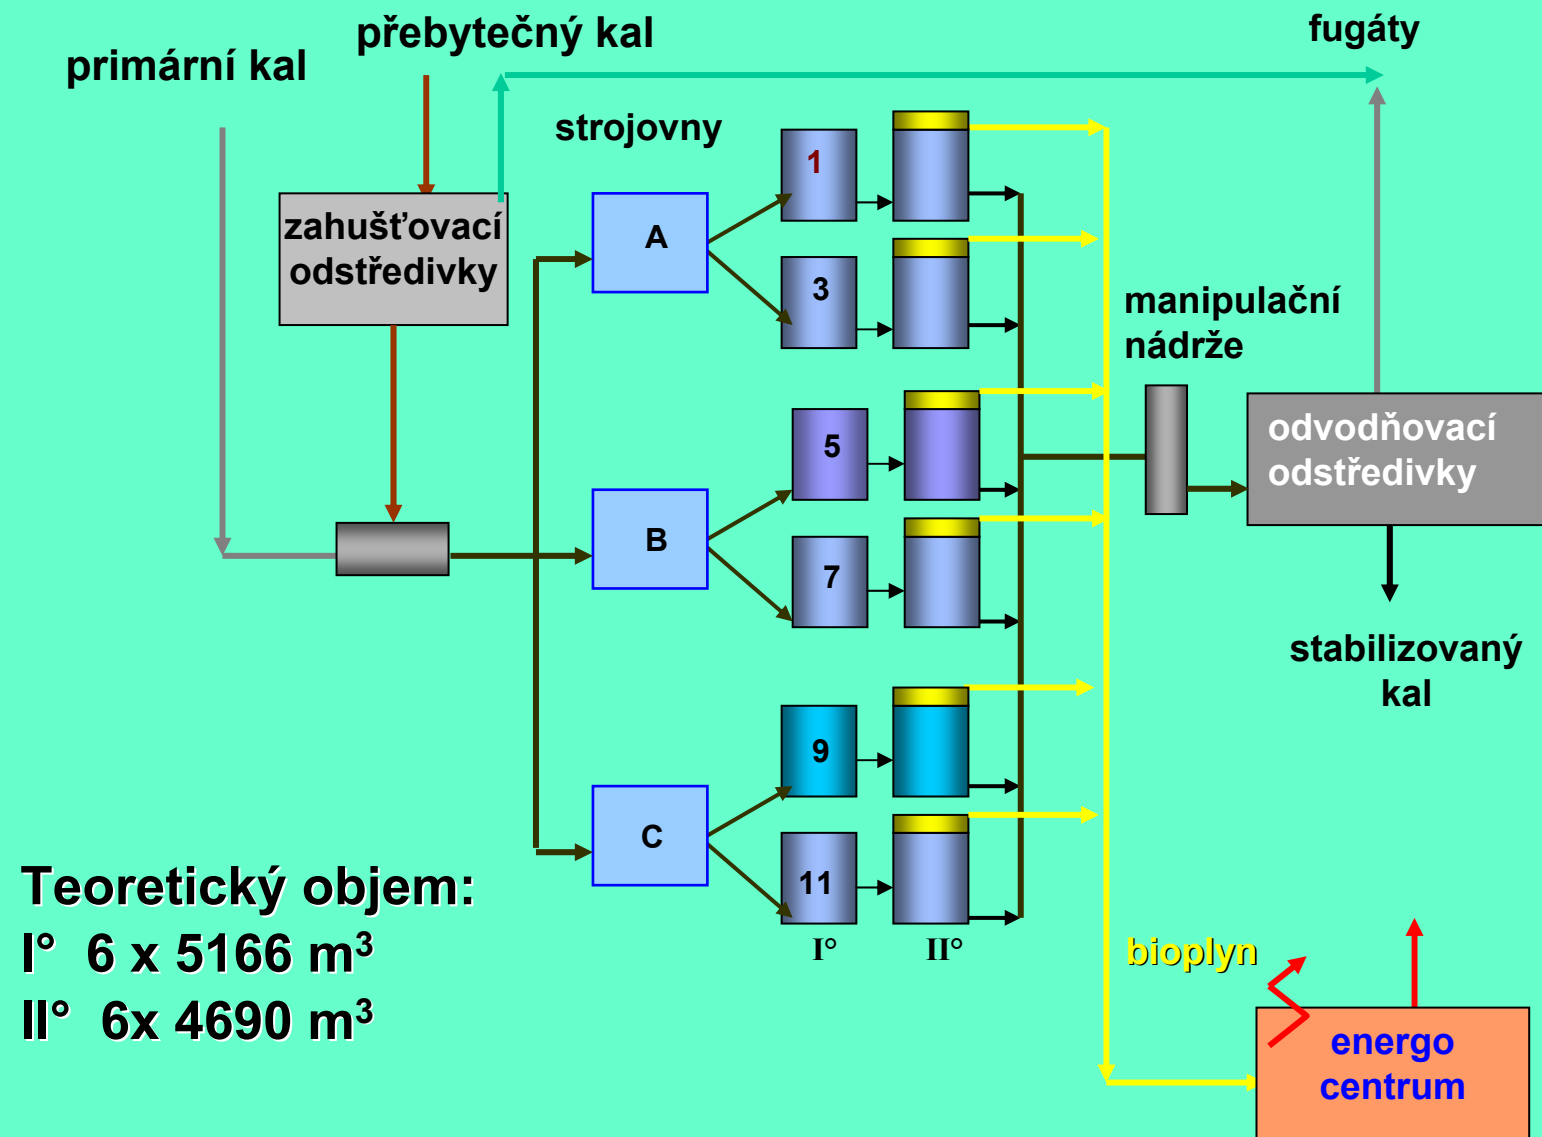 přebytečný kal
fugáty
primární kal
strojovny
1
zahušťovací
odstředivky
A
3
manipulační
nádrže
5
odvodňovací
odstředivky
B
7
stabilizovaný
kal
9
C
11
Teoretický objem:
I° 6 x 5166 m³
II° 6x 4690 m³
I°
II°
bioplyn
energo
centrum